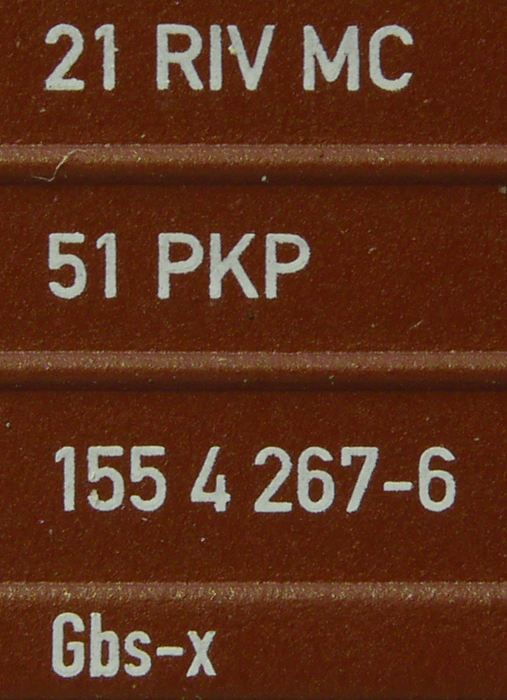 21 RIV MC
51 PKP
155 4 267-6
Gbs-x